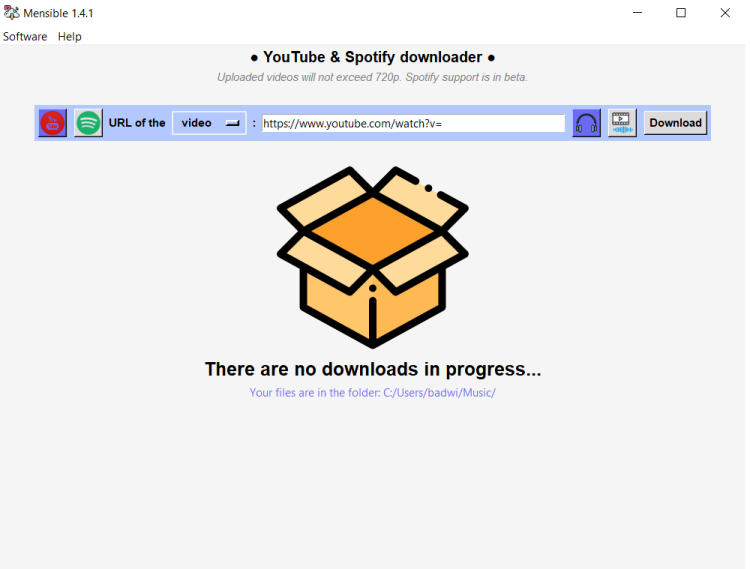 Mensible 1.4.1
Software Help
● YouTube & Spotify downloader ●
Uploaded videos will not exceed 720p. Spotify support is in beta.
URL of the video : https://www.youtube.com/watch?v= Download
There are no downloads in progress...
Your files are in the folder: C:/Users/badwi/Music/